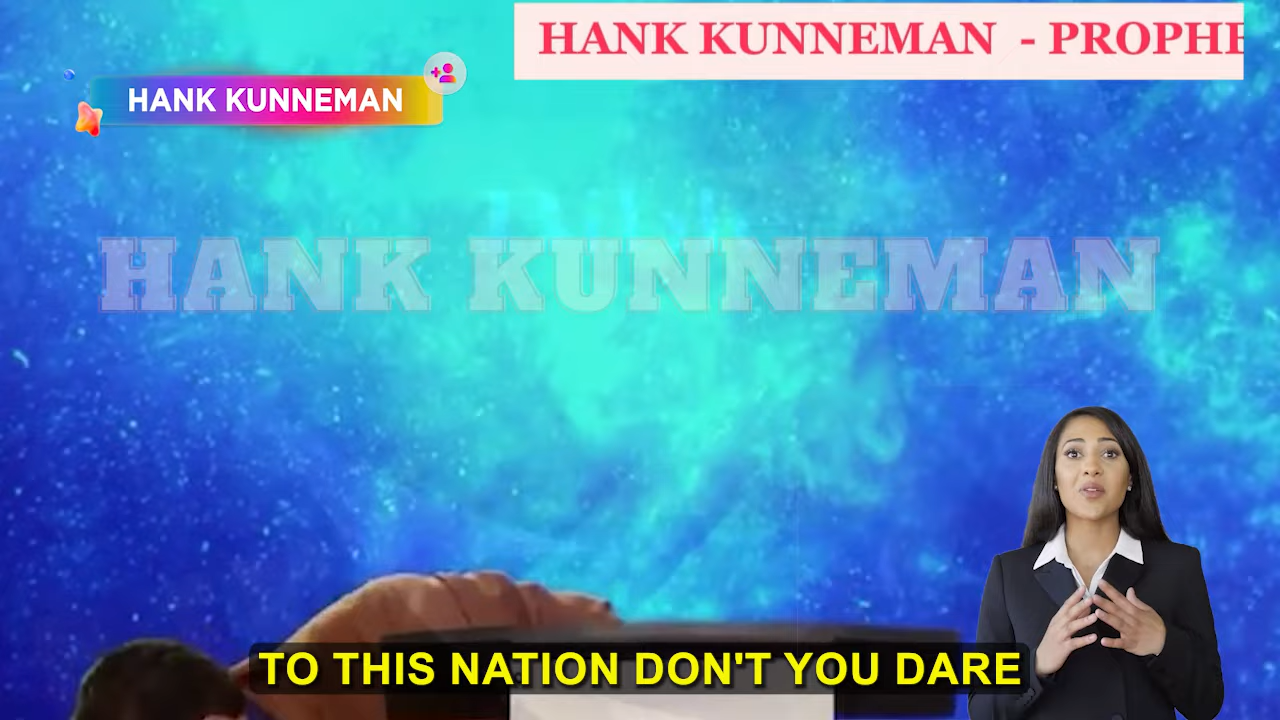 HANK KUNNEMAN - PROPHE
HANK KUNNEMAN
HANK KUNNEMAN
TO THIS NATION DON'T YOU DARE